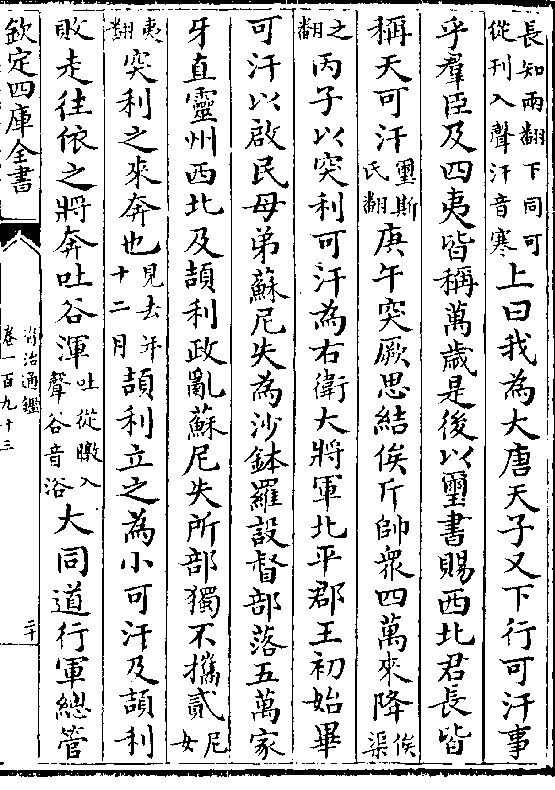 長知兩翻下同可從刋入聲汗音寒上曰我為大唐天子又下行可汗事
乎羣臣及四夷皆稱萬歲是後以璽書賜西北君長皆
稱天可汗璽斯氏翻庚午突厥思結俟斤帥衆四萬來降俟渠
之翻丙子以突利可汗為右衛大將軍北平郡王初始畢
可汗以啟民母弟蘇尼失為沙鉢羅設督部落五萬家
牙直靈州西北及頡利政亂蘇尼失所部獨不攜貳尼女
夷翻突利之來奔也見去年十二月頡利立之為小可汗及頡利
敗走往依之將奔吐谷渾吐從暾入聲谷音浴大同道行軍總管
欽定四庫全書
資治通鑑
卷一百九十三
二十